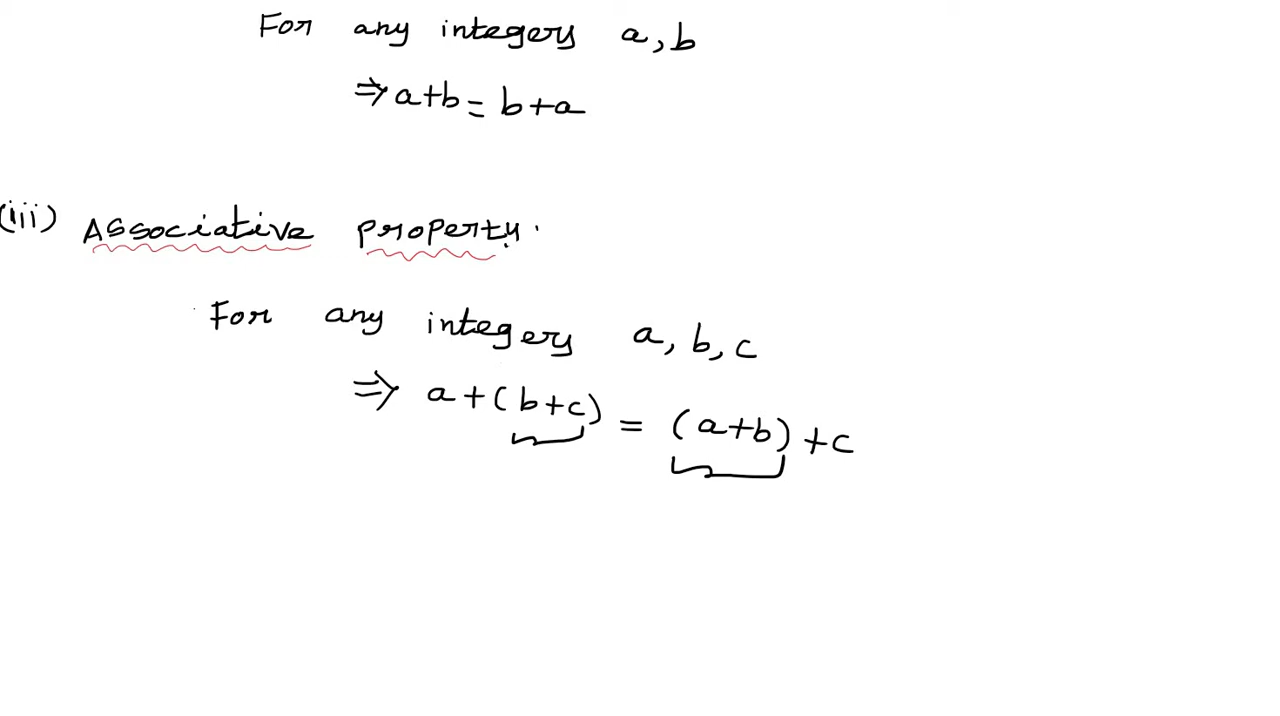 For any integers a, b
⇒ a+b = b+a
(iii) Associative property.
For any integers a, b, c
⇒ a+(b+c) = (a+b)+c